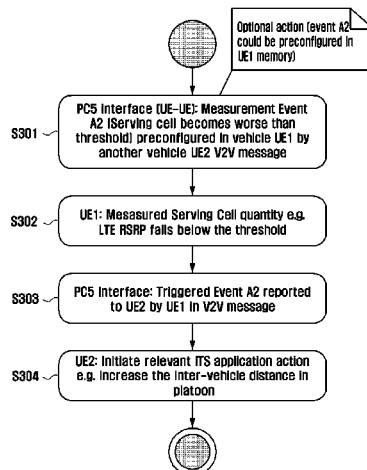 Optional action (event A2
could be preconfigured in
UE1 memory)
S301
PC5 Interface (UE-UE): Measurement Event
A2 (Serving cell becomes worse than
threshold) preconfigured in vehicle UE1 by
another vehicle UE2 V2V message
S302
UE1: Mesasured Serving Cell quantity e.g.
LTE RSRP falls below the threshold
S303
PC5 Interface: Triggered Event A2 reported
to UE2 by UE1 in V2V message
S304
UE2: Initiate relevant ITS application action
e.g. increase the inter-vehicle distance in
platoon